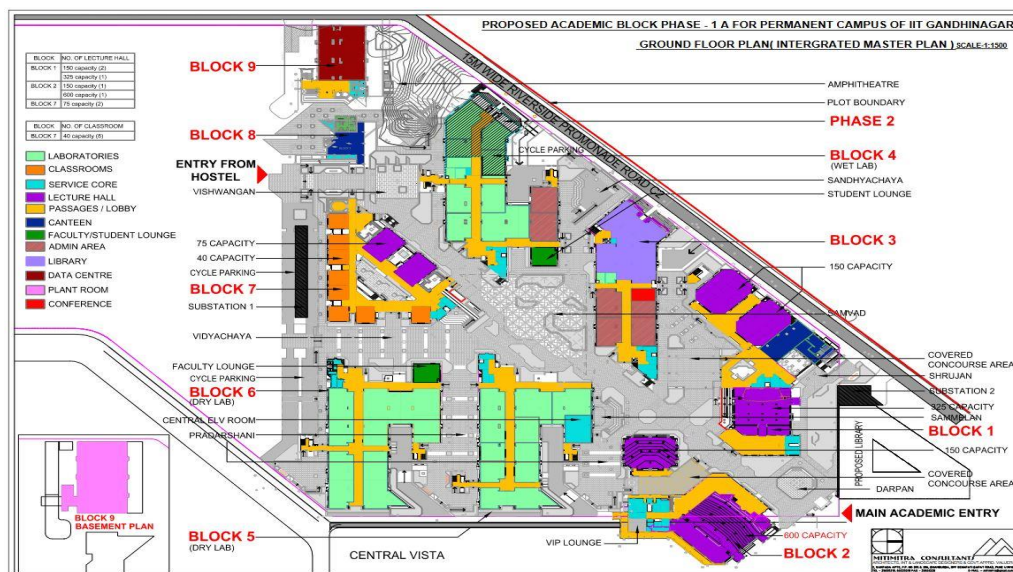 PROPOSED ACADEMIC BLOCK PHASE - 1 A FOR PERMANENT CAMPUS OF IIT GANDHINAGAR
GROUND FLOOR PLAN( INTERGRATED MASTER PLAN ) SCALE-1:1500
BLOCK NO. OF LECTURE HALL
BLOCK 1 150 capacity (2)
325 capacity (1)
BLOCK 2 150 capacity (1)
600 capacity (1)
BLOCK 7 75 capacity (2)
BLOCK NO. OF CLASSROOM
BLOCK 7 40 capacity (8)
LABORATORIES
CLASSROOMS
SERVICE CORE
LECTURE HALL
PASSAGES / LOBBY
CANTEEN
FACULTY/STUDENT LOUNGE
ADMIN AREA
LIBRARY
DATA CENTRE
PLANT ROOM
CONFERENCE
BLOCK 9
BLOCK 8
ENTRY FROM
HOSTEL
VISHWANGAN
75 CAPACITY
40 CAPACITY
CYCLE PARKING
BLOCK 7
SUBSTATION 1
VIDYACHAYA
FACULTY LOUNGE
CYCLE PARKING
BLOCK 6
(DRY LAB)
CENTRAL ELV ROOM
PRADARSHANI
BLOCK 5
(DRY LAB)
BLOCK 9
BASEMENT PLAN
15M WIDE RIVERSIDE PROMONADE ROAD C2
CYCLE PARKING
AMPHITHEATRE
PLOT BOUNDARY
PHASE 2
BLOCK 4
(WET LAB)
SANDHYACHAYA
STUDENT LOUNGE
BLOCK 3
150 CAPACITY
SAMVAD
COVERED
CONCOURSE AREA
SHRUJAN
SUBSTATION 2
325 CAPACITY
SAMMELAN
BLOCK 1
150 CAPACITY
COVERED
CONCOURSE AREA
DARPAN
PROPOSED LIBRARY
MAIN ACADEMIC ENTRY
600 CAPACITY
BLOCK 2
VIP LOUNGE
CENTRAL VISTA
MITIMITRA CONSULTANTS